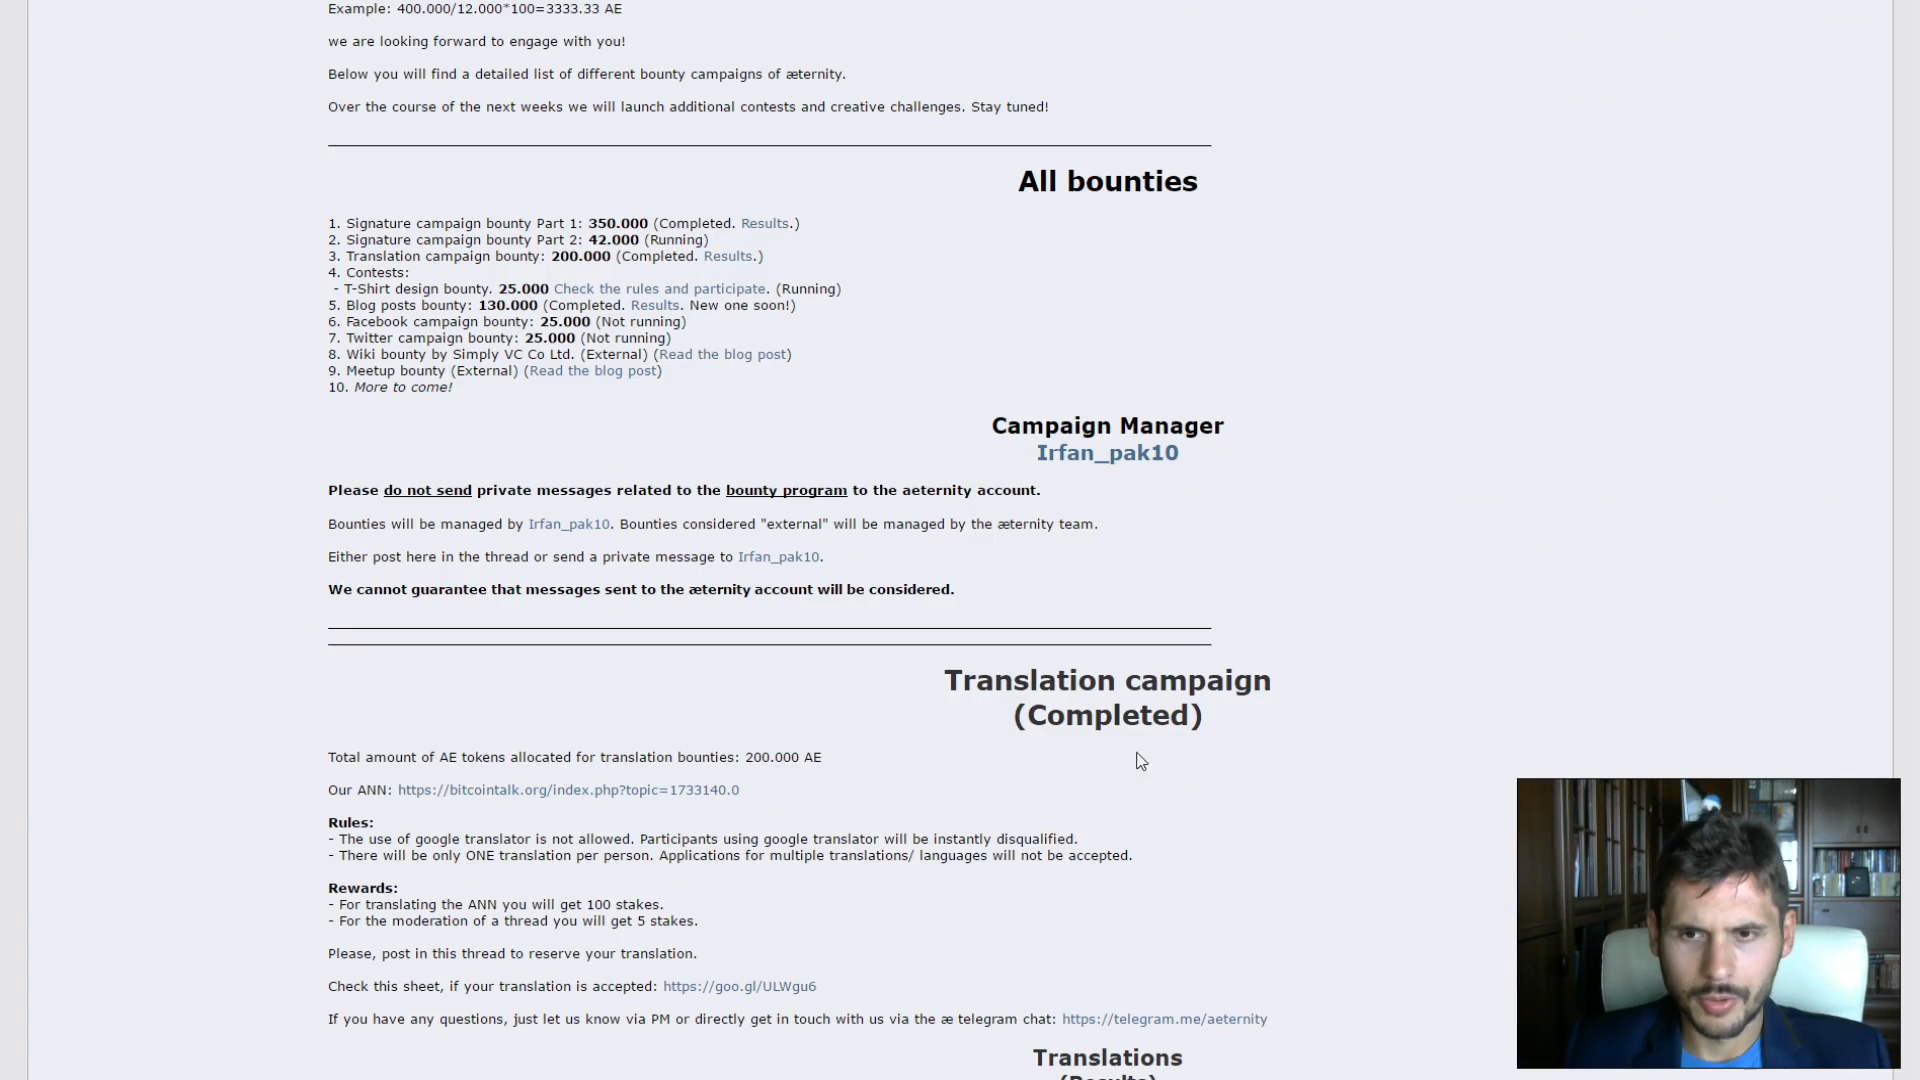 Example: 400.000/12.000*100=3333.33 AE
we are looking forward to engage with you!
Below you will find a detailed list of different bounty campaigns of æternity.
Over the course of the next weeks we will launch additional contests and creative challenges. Stay tuned!
All bounties
1. Signature campaign bounty Part 1: 350.000 (Completed. Results.)
2. Signature campaign bounty Part 2: 42.000 (Running)
3. Translation campaign bounty: 200.000 (Completed. Results.)
4. Contests:
- T-Shirt design bounty. 25.000 Check the rules and participate. (Running)
5. Blog posts bounty: 130.000 (Completed. Results. New one soon!)
6. Facebook campaign bounty: 25.000 (Not running)
7. Twitter campaign bounty: 25.000 (Not running)
8. Wiki bounty by Simply VC Co Ltd. (External) (Read the blog post)
9. Meetup bounty (External) (Read the blog post)
10. More to come!
Campaign Manager
Irfan_pak10
Please do not send private messages related to the bounty program to the aeternity account.
Bounties will be managed by Irfan_pak10. Bounties considered "external" will be managed by the æternity team.
Either post here in the thread or send a private message to Irfan_pak10.
We cannot guarantee that messages sent to the æternity account will be considered.
Translation campaign
(Completed)
Total amount of AE tokens allocated for translation bounties: 200.000 AE
Our ANN: https://bitcointalk.org/index.php?topic=1733140.0
Rules:
- The use of google translator is not allowed. Participants using google translator will be instantly disqualified.
- There will be only ONE translation per person. Applications for multiple translations/ languages will not be accepted.
Rewards:
- For translating the ANN you will get 100 stakes.
- For the moderation of a thread you will get 5 stakes.
Please, post in this thread to reserve your translation.
Check this sheet, if your translation is accepted: https://goo.gl/ULWgu6
If you have any questions, just let us know via PM or directly get in touch with us via the æ telegram chat: https://telegram.me/aeternity
Translations
(Results)